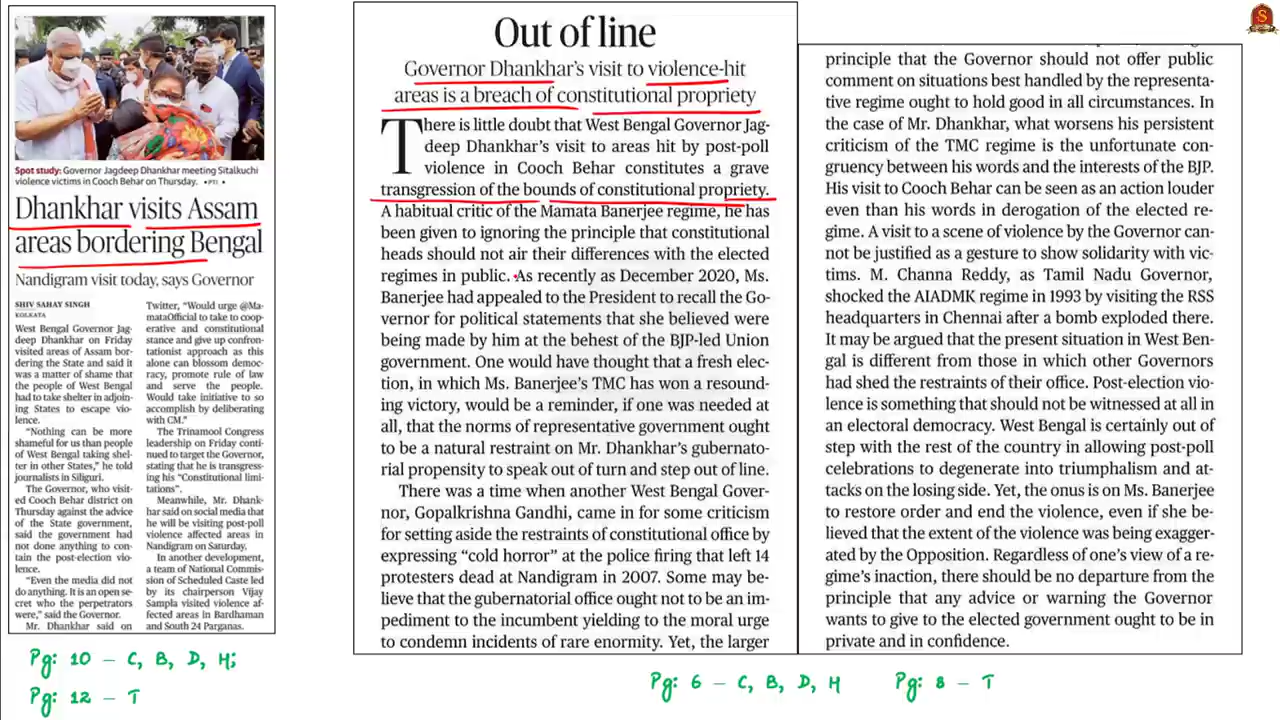 Spot study: Governor Jagdeep Dhankhar meeting Sitalkuchi
violence victims in Cooch Behar on Thursday. •PTI •
Dhankhar visits Assam
areas bordering Bengal
Nandigram visit today, says Governor
SHIV SAHAY SINGH
KOLKATA
West Bengal Governor Jag-
deep Dhankhar on Friday
visited areas of Assam bor-
dering the State and said it
was a matter of shame that
the people of West Bengal
had to take shelter in adjoin-
ing States to escape vio-
lence.
“Nothing can be more
shameful for us than people
of West Bengal taking shel-
ter in other States,” he told
journalists in Siliguri.
The Governor, who visit-
ed Cooch Behar district on
Thursday against the advice
of the State government,
said the government had
not done anything to con-
tain the post-election vio-
lence.
“Even the media did not
do anything. It is an open se-
cret who the perpetrators
were,” said the Governor.
Mr. Dhankhar said on
Twitter, “Would urge @Ma-
mataOfficial to take to coop-
erative and constitutional
stance and give up confron-
tationist approach as this
alone can blossom democ-
racy, promote rule of law
and serve the people.
Would take initiative to so
accomplish by deliberating
with CM.”
The Trinamool Congress
leadership on Friday conti-
nued to target the Governor,
stating that he is transgress-
ing his “Constitutional limi-
tations”.
Meanwhile, Mr. Dhank-
har said on social media that
he will be visiting post-poll
violence affected areas in
Nandigram on Saturday.
In another development,
a team of National Commis-
sion of Scheduled Caste led
by its chairperson Vijay
Sampla visited violence af-
fected areas in Bardhaman
and South 24 Parganas.
Pg: 10 – C, B, D, H;
Pg: 12 – T
Out of line
Governor Dhankhar’s visit to violence-hit
areas is a breach of constitutional propriety
There is little doubt that West Bengal Governor Jag-
deep Dhankhar’s visit to areas hit by post-poll
violence in Cooch Behar constitutes a grave
transgression of the bounds of constitutional propriety.
A habitual critic of the Mamata Banerjee regime, he has
been given to ignoring the principle that constitutional
heads should not air their differences with the elected
regimes in public. As recently as December 2020, Ms.
Banerjee had appealed to the President to recall the Go-
vernor for political statements that she believed were
being made by him at the behest of the BJP-led Union
government. One would have thought that a fresh elec-
tion, in which Ms. Banerjee’s TMC has won a resound-
ing victory, would be a reminder, if one was needed at
all, that the norms of representative government ought
to be a natural restraint on Mr. Dhankhar’s gubernato-
rial propensity to speak out of turn and step out of line.
There was a time when another West Bengal Gover-
nor, Gopalkrishna Gandhi, came in for some criticism
for setting aside the restraints of constitutional office by
expressing “cold horror” at the police firing that left 14
protesters dead at Nandigram in 2007. Some may be-
lieve that the gubernatorial office ought not to be an im-
pediment to the incumbent yielding to the moral urge
to condemn incidents of rare enormity. Yet, the larger
principle that the Governor should not offer public
comment on situations best handled by the representa-
tive regime ought to hold good in all circumstances. In
the case of Mr. Dhankhar, what worsens his persistent
criticism of the TMC regime is the unfortunate con-
gruency between his words and the interests of the BJP.
His visit to Cooch Behar can be seen as an action louder
even than his words in derogation of the elected re-
gime. A visit to a scene of violence by the Governor can-
not be justified as a gesture to show solidarity with vic-
tims. M. Channa Reddy, as Tamil Nadu Governor,
shocked the AIADMK regime in 1993 by visiting the RSS
headquarters in Chennai after a bomb exploded there.
It may be argued that the present situation in West Ben-
gal is different from those in which other Governors
had shed the restraints of their office. Post-election vio-
lence is something that should not be witnessed at all in
an electoral democracy. West Bengal is certainly out of
step with the rest of the country in allowing post-poll
celebrations to degenerate into triumphalism and at-
tacks on the losing side. Yet, the onus is on Ms. Banerjee
to restore order and end the violence, even if she be-
lieved that the extent of the violence was being exagger-
ated by the Opposition. Regardless of one’s view of a re-
gime’s inaction, there should be no departure from the
principle that any advice or warning the Governor
wants to give to the elected government ought to be in
private and in confidence.
Pg: 6 – C, B, D, H
Pg: 8 – T